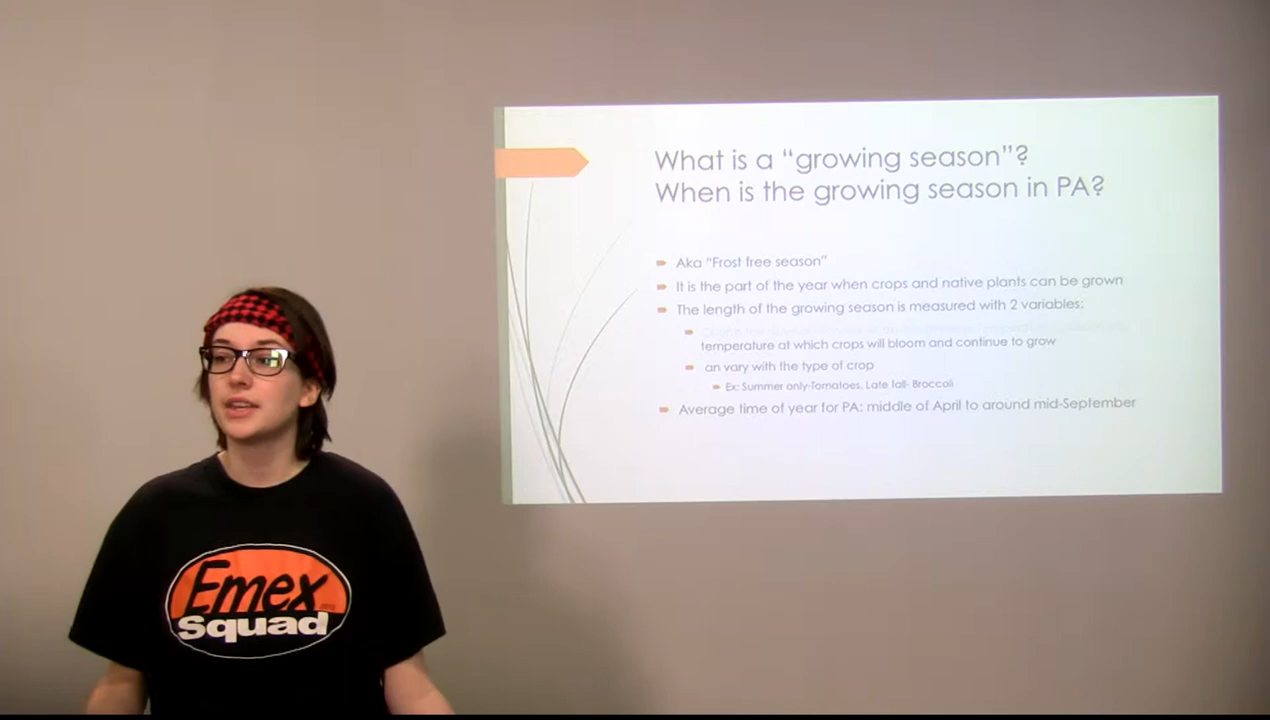 What is a “growing season”?
When is the growing season in PA?
Aka “Frost free season”
It is the part of the year when crops and native plants can be grown
The length of the growing season is measured with 2 variables:
temperature at which crops will bloom and continue to grow
an vary with the type of crop
Ex: Summer only-Tomatoes, Late fall- Broccoli
Average time of year for PA: middle of April to around mid-September
Emex
Squad